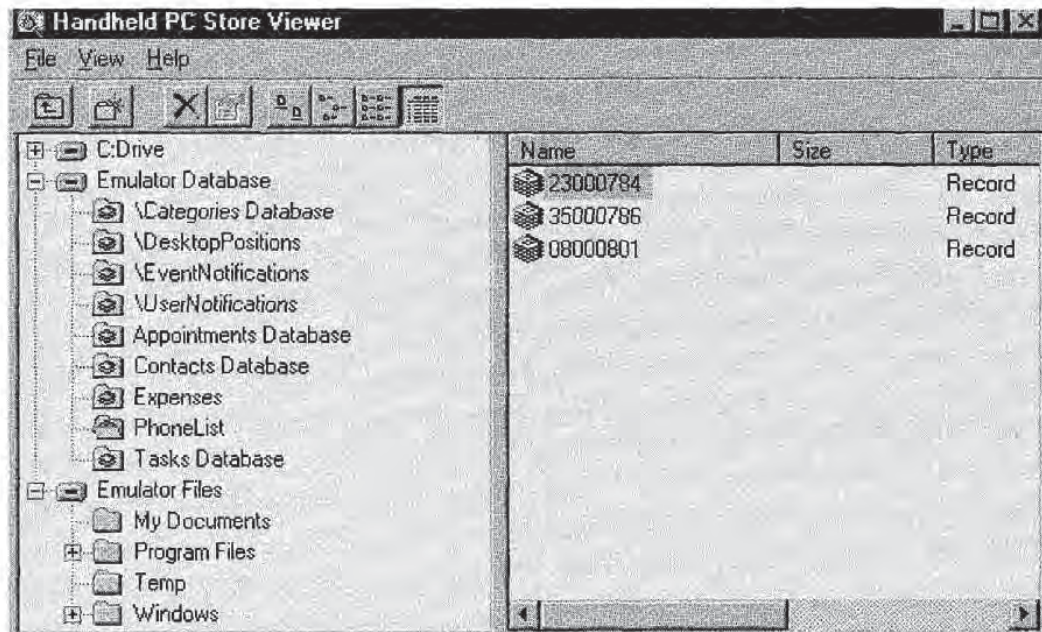 Handheld PC Store Viewer
File View Help
C:Drive
Emulator Database
\Categories Database
\DesktopPositions
\EventNotifications
\UserNotifications
Appointments Database
Contacts Database
Expenses
PhoneList
Tasks Database
Emulator Files
My Documents
Program Files
Temp
Windows
Name Size Type
23000784 Record
35000786 Record
08000801 Record